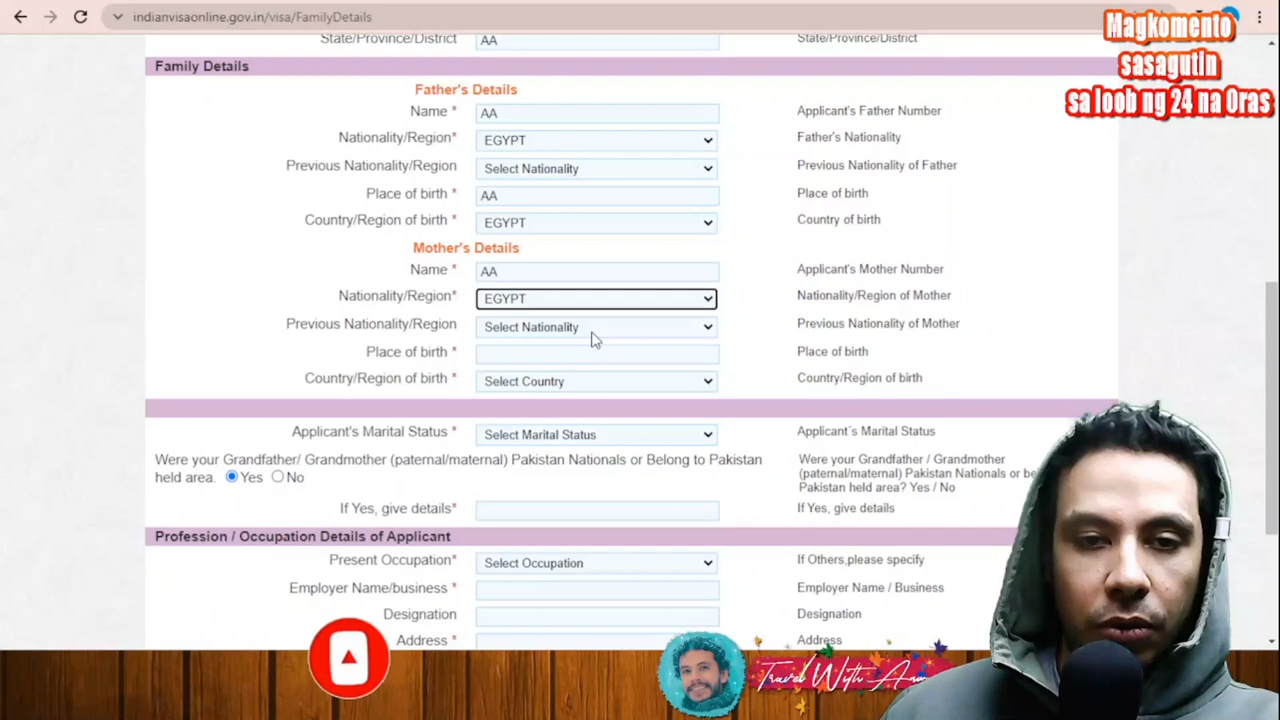 indianvisaonline.gov.in/visa/FamilyDetails
Magkomento
sasagutin
sa loob ng 24 na Oras
State/Province/District AA State/Province/District
Family Details
Father's Details
Name * AA Applicant's Father Number
Nationality/Region* EGYPT Father's Nationality
Previous Nationality/Region Select Nationality Previous Nationality of Father
Place of birth * AA Place of birth
Country/Region of birth * EGYPT Country of birth
Mother's Details
Name * AA Applicant's Mother Number
Nationality/Region* EGYPT Nationality/Region of Mother
Previous Nationality/Region Select Nationality Previous Nationality of Mother
Place of birth * Place of birth
Country/Region of birth * Select Country Country/Region of birth
Applicant's Marital Status * Select Marital Status Applicant´s Marital Status
Were your Grandfather/ Grandmother (paternal/maternal) Pakistan Nationals or Belong to Pakistan
held area. Yes No
Were your Grandfather / Grandmother
(paternal/maternal) Pakistan Nationals or be
Pakistan held area? Yes / No
If Yes, give details* If Yes, give details
Profession / Occupation Details of Applicant
Present Occupation* Select Occupation If Others,please specify
Employer Name/business * Employer Name / Business
Designation Designation
Address * Address
Travel With